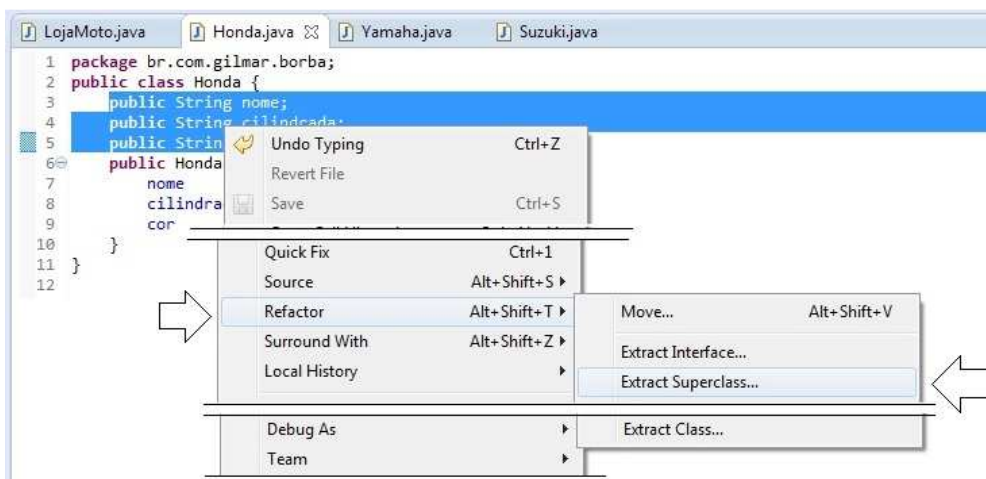 LojaMoto.java Honda.java Yamaha.java Suzuki.java
1 package br.com.gilmar.borba;
2 public class Honda {
3 public String nome;
4 public String cilindcada;
5 public Strin
6 public Honda
7 nome
8 cilindra
9 cor
10 }
11 }
12
Undo Typing Ctrl+Z
Revert File
Save Ctrl+S
Quick Fix Ctrl+1
Source Alt+Shift+S
Refactor Alt+Shift+T
Surround With Alt+Shift+Z
Local History
Debug As
Team
Move... Alt+Shift+V
Extract Interface...
Extract Superclass...
Extract Class...